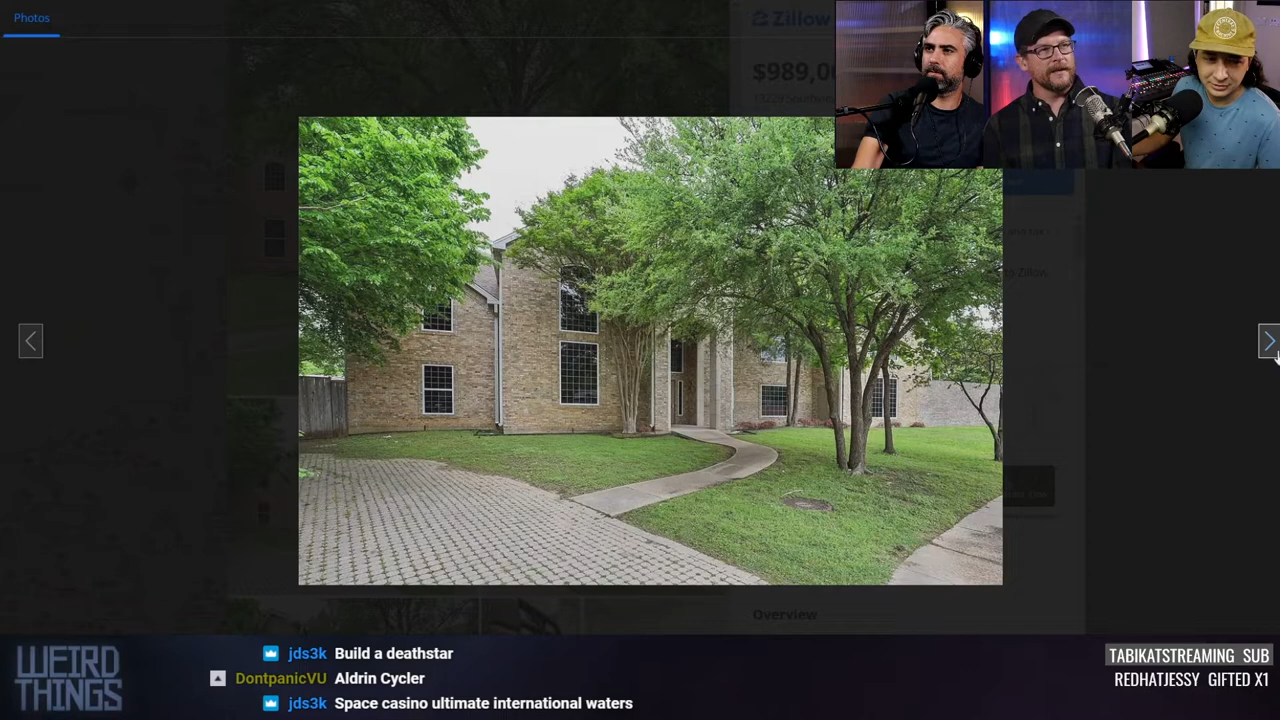 Photos
Zillow
$989,0
Zillow
Overview
WEIRD
THINGS
jds3k Build a deathstar
DontpanicVU Aldrin Cycler
jds3k Space casino ultimate international waters
TABIKATSTREAMING SUB
REDHATJESSY GIFTED X1